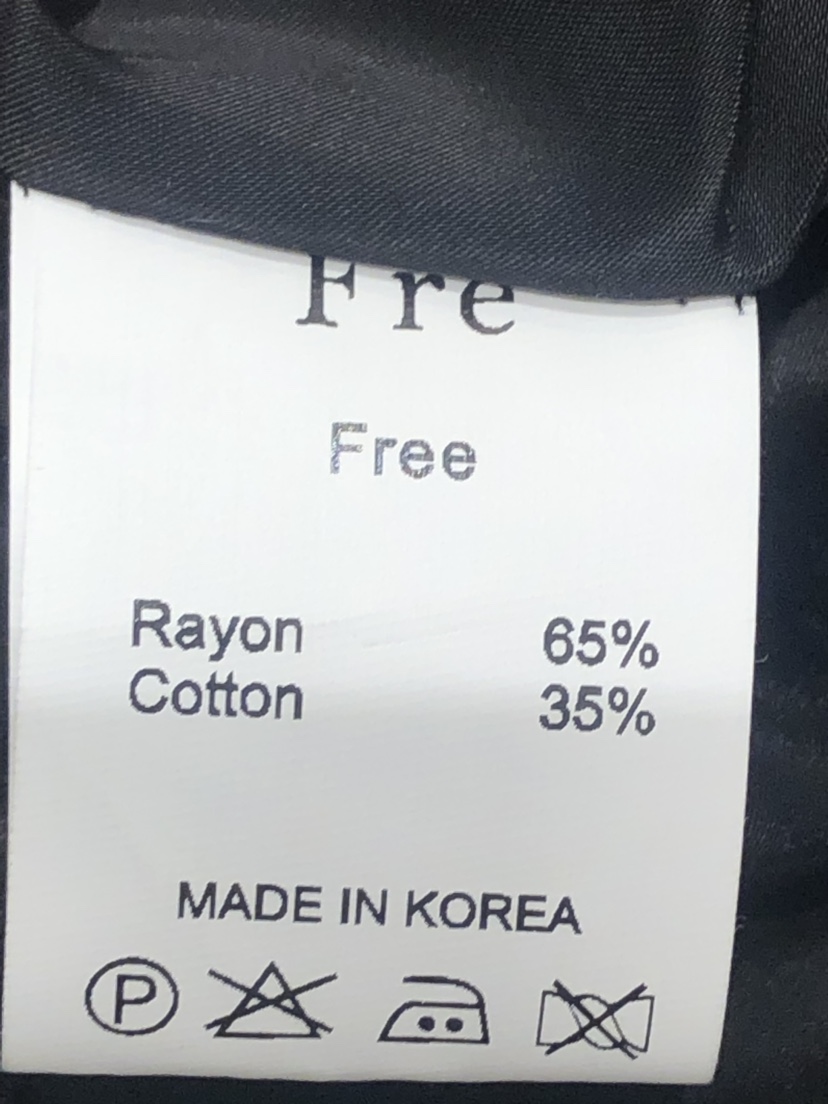 Fre
Free
Rayon 65%
Cotton 35%
MADE IN KOREA
P